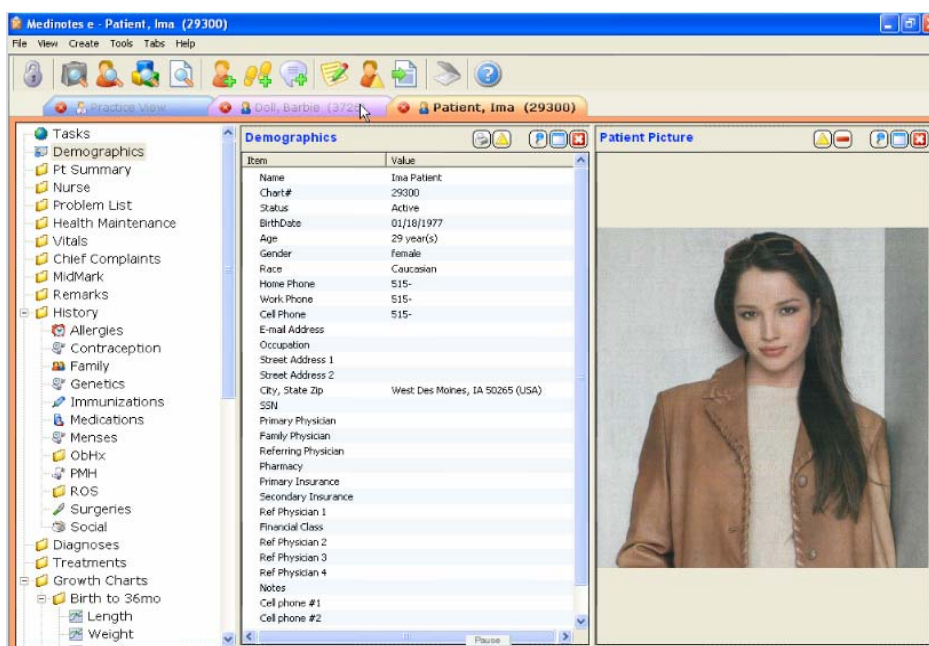 Medinotes e - Patient, Ima (29300)
File View Create Tools Tabs Help
Practice View
Doll, Barbie (372
Patient, Ima (29300)
Tasks
Demographics
Pt Summary
Nurse
Problem List
Health Maintenance
Vitals
Chief Complaints
MidMark
Remarks
History
Allergies
Contraception
Family
Genetics
Immunizations
Medications
Menses
ObHx
PMH
ROS
Surgeries
Social
Diagnoses
Treatments
Growth Charts
Birth to 36mo
Length
Weight
Demographics
Item Value
Name Ima Patient
Chart# 29300
Status Active
BirthDate 01/18/1977
Age 29 year(s)
Gender female
Race Caucasian
Home Phone 515-
Work Phone 515-
Cell Phone 515-
E-mail Address
Occupation
Street Address 1
Street Address 2
City, State Zip West Des Moines, IA 50265 (USA)
SSN
Primary Physician
Family Physician
Referring Physician
Pharmacy
Primary Insurance
Secondary Insurance
Ref Physician 1
Financial Class
Ref Physician 2
Ref Physician 3
Ref Physician 4
Notes
Cell phone #1
Cell phone #2
Pause
Patient Picture